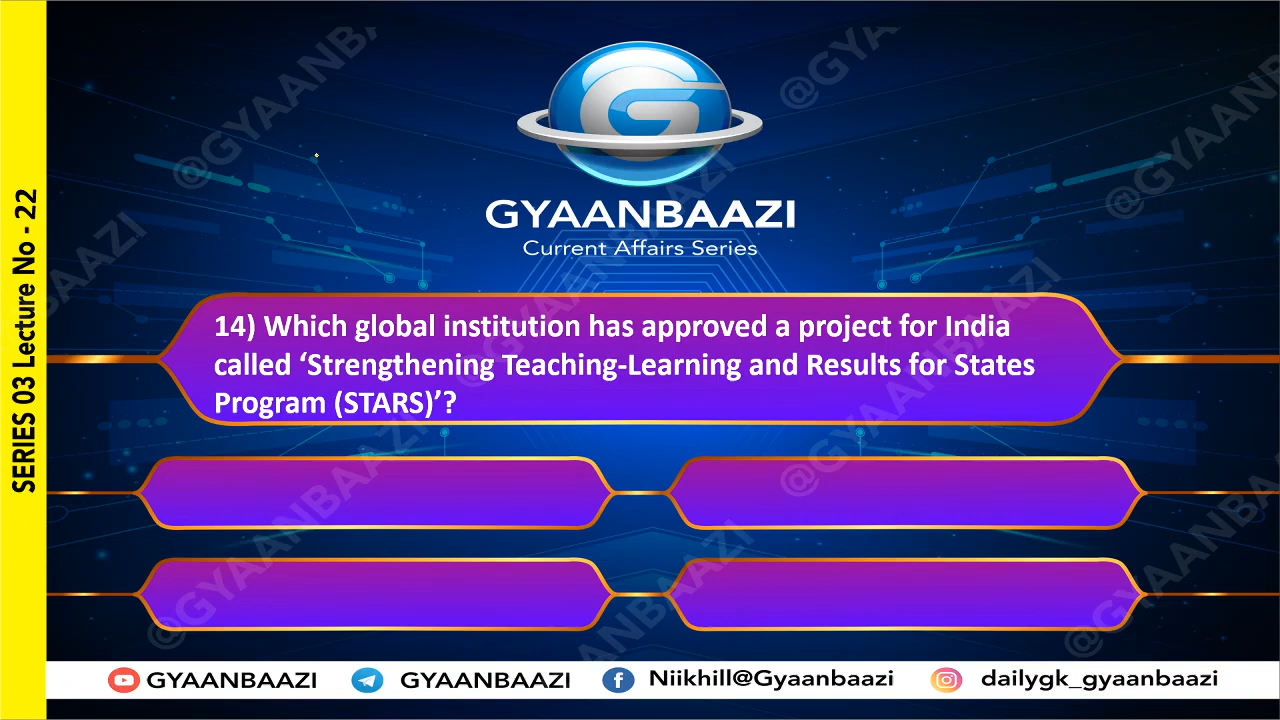 SERIES 03 Lecture No - 22
@GYAANBAAZI
GYAANBAAZI
Current Affairs Series
14) Which global institution has approved a project for India
called ‘Strengthening Teaching-Learning and Results for States
Program (STARS)’?
GYAANBAAZI
GYAANBAAZI
Niikhill@Gyaanbaazi
dailygk_gyaanbaazi